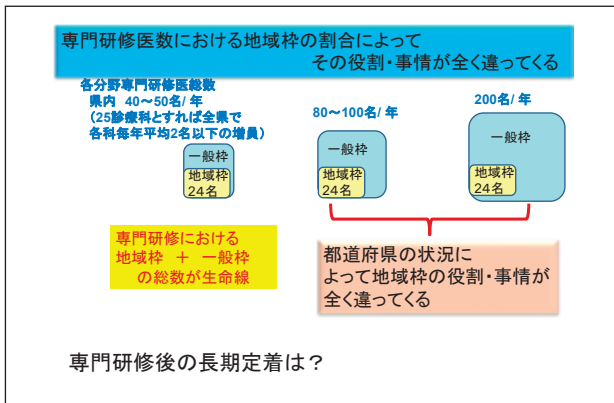 専門研修医数における地域枠の割合によって
その役割・事情が全く違ってくる
各分野専門研修医総数
県内 40～50名/年
（25診療科とすれば全県で
各科毎年平均2名以下の増員）
一般枠
地域枠
24名
80～100名/年
一般枠
地域枠
24名
200名/年
一般枠
地域枠
24名
専門研修における
地域枠 ＋ 一般枠
の総数が生命線
都道府県の状況に
よって地域枠の役割・事情が
全く違ってくる
専門研修後の長期定着は？